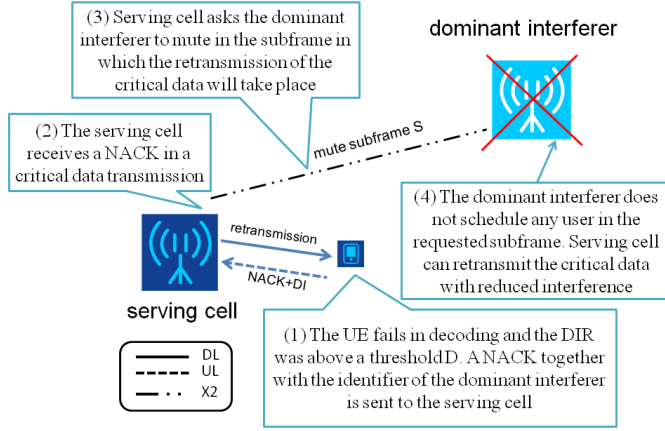 (3) Serving cell asks the dominant
interferer to mute in the subframe in
which the retransmission of the
critical data will take place
dominant interferer
(2) The serving cell
receives a NACK in a
critical data transmission
mute subframe S
(4) The dominant interferer does
not schedule any user in the
requested subframe. Serving cell
can retransmit the critical data
with reduced interference
retransmission
NACK+DI
serving cell
(1) The UE fails in decoding and the DIR
was above a threshold D. A NACK together
with the identifier of the dominant interferer
is sent to the serving cell
DL
UL
X2